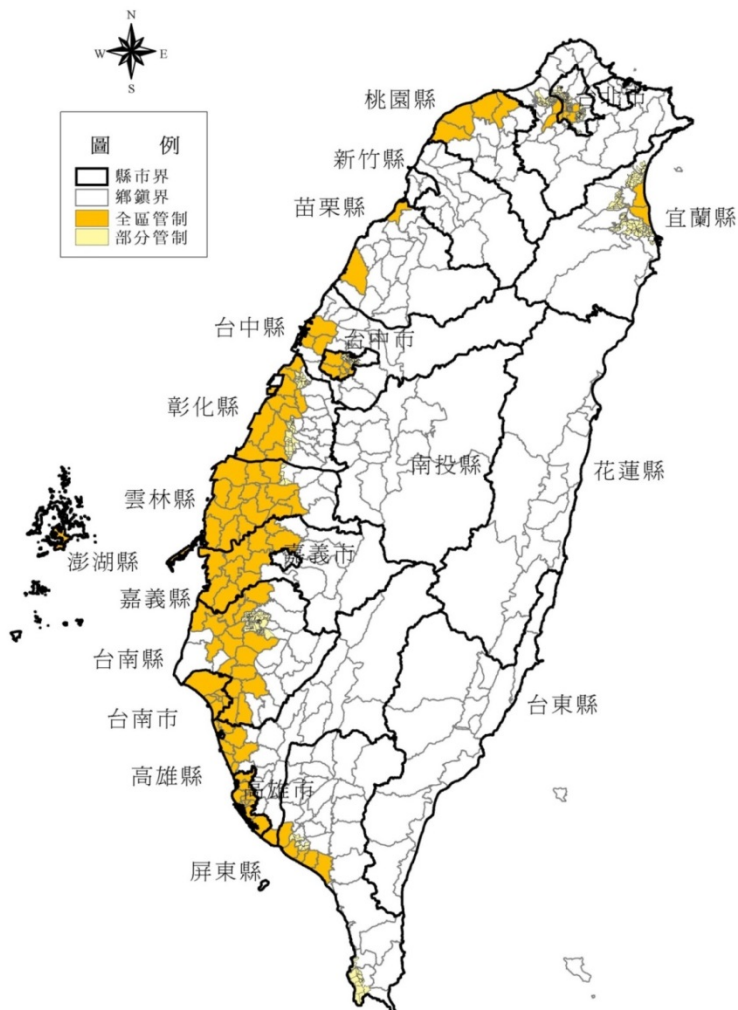 N
W E
S
圖 例
縣市界
鄉鎮界
全區管制
部分管制
桃園縣
新竹縣
苗栗縣
宜蘭縣
台中縣
台中市
彰化縣
南投縣
花蓮縣
雲林縣
澎湖縣
嘉義市
嘉義縣
台南縣
台東縣
台南市
高雄縣
高雄市
屏東縣